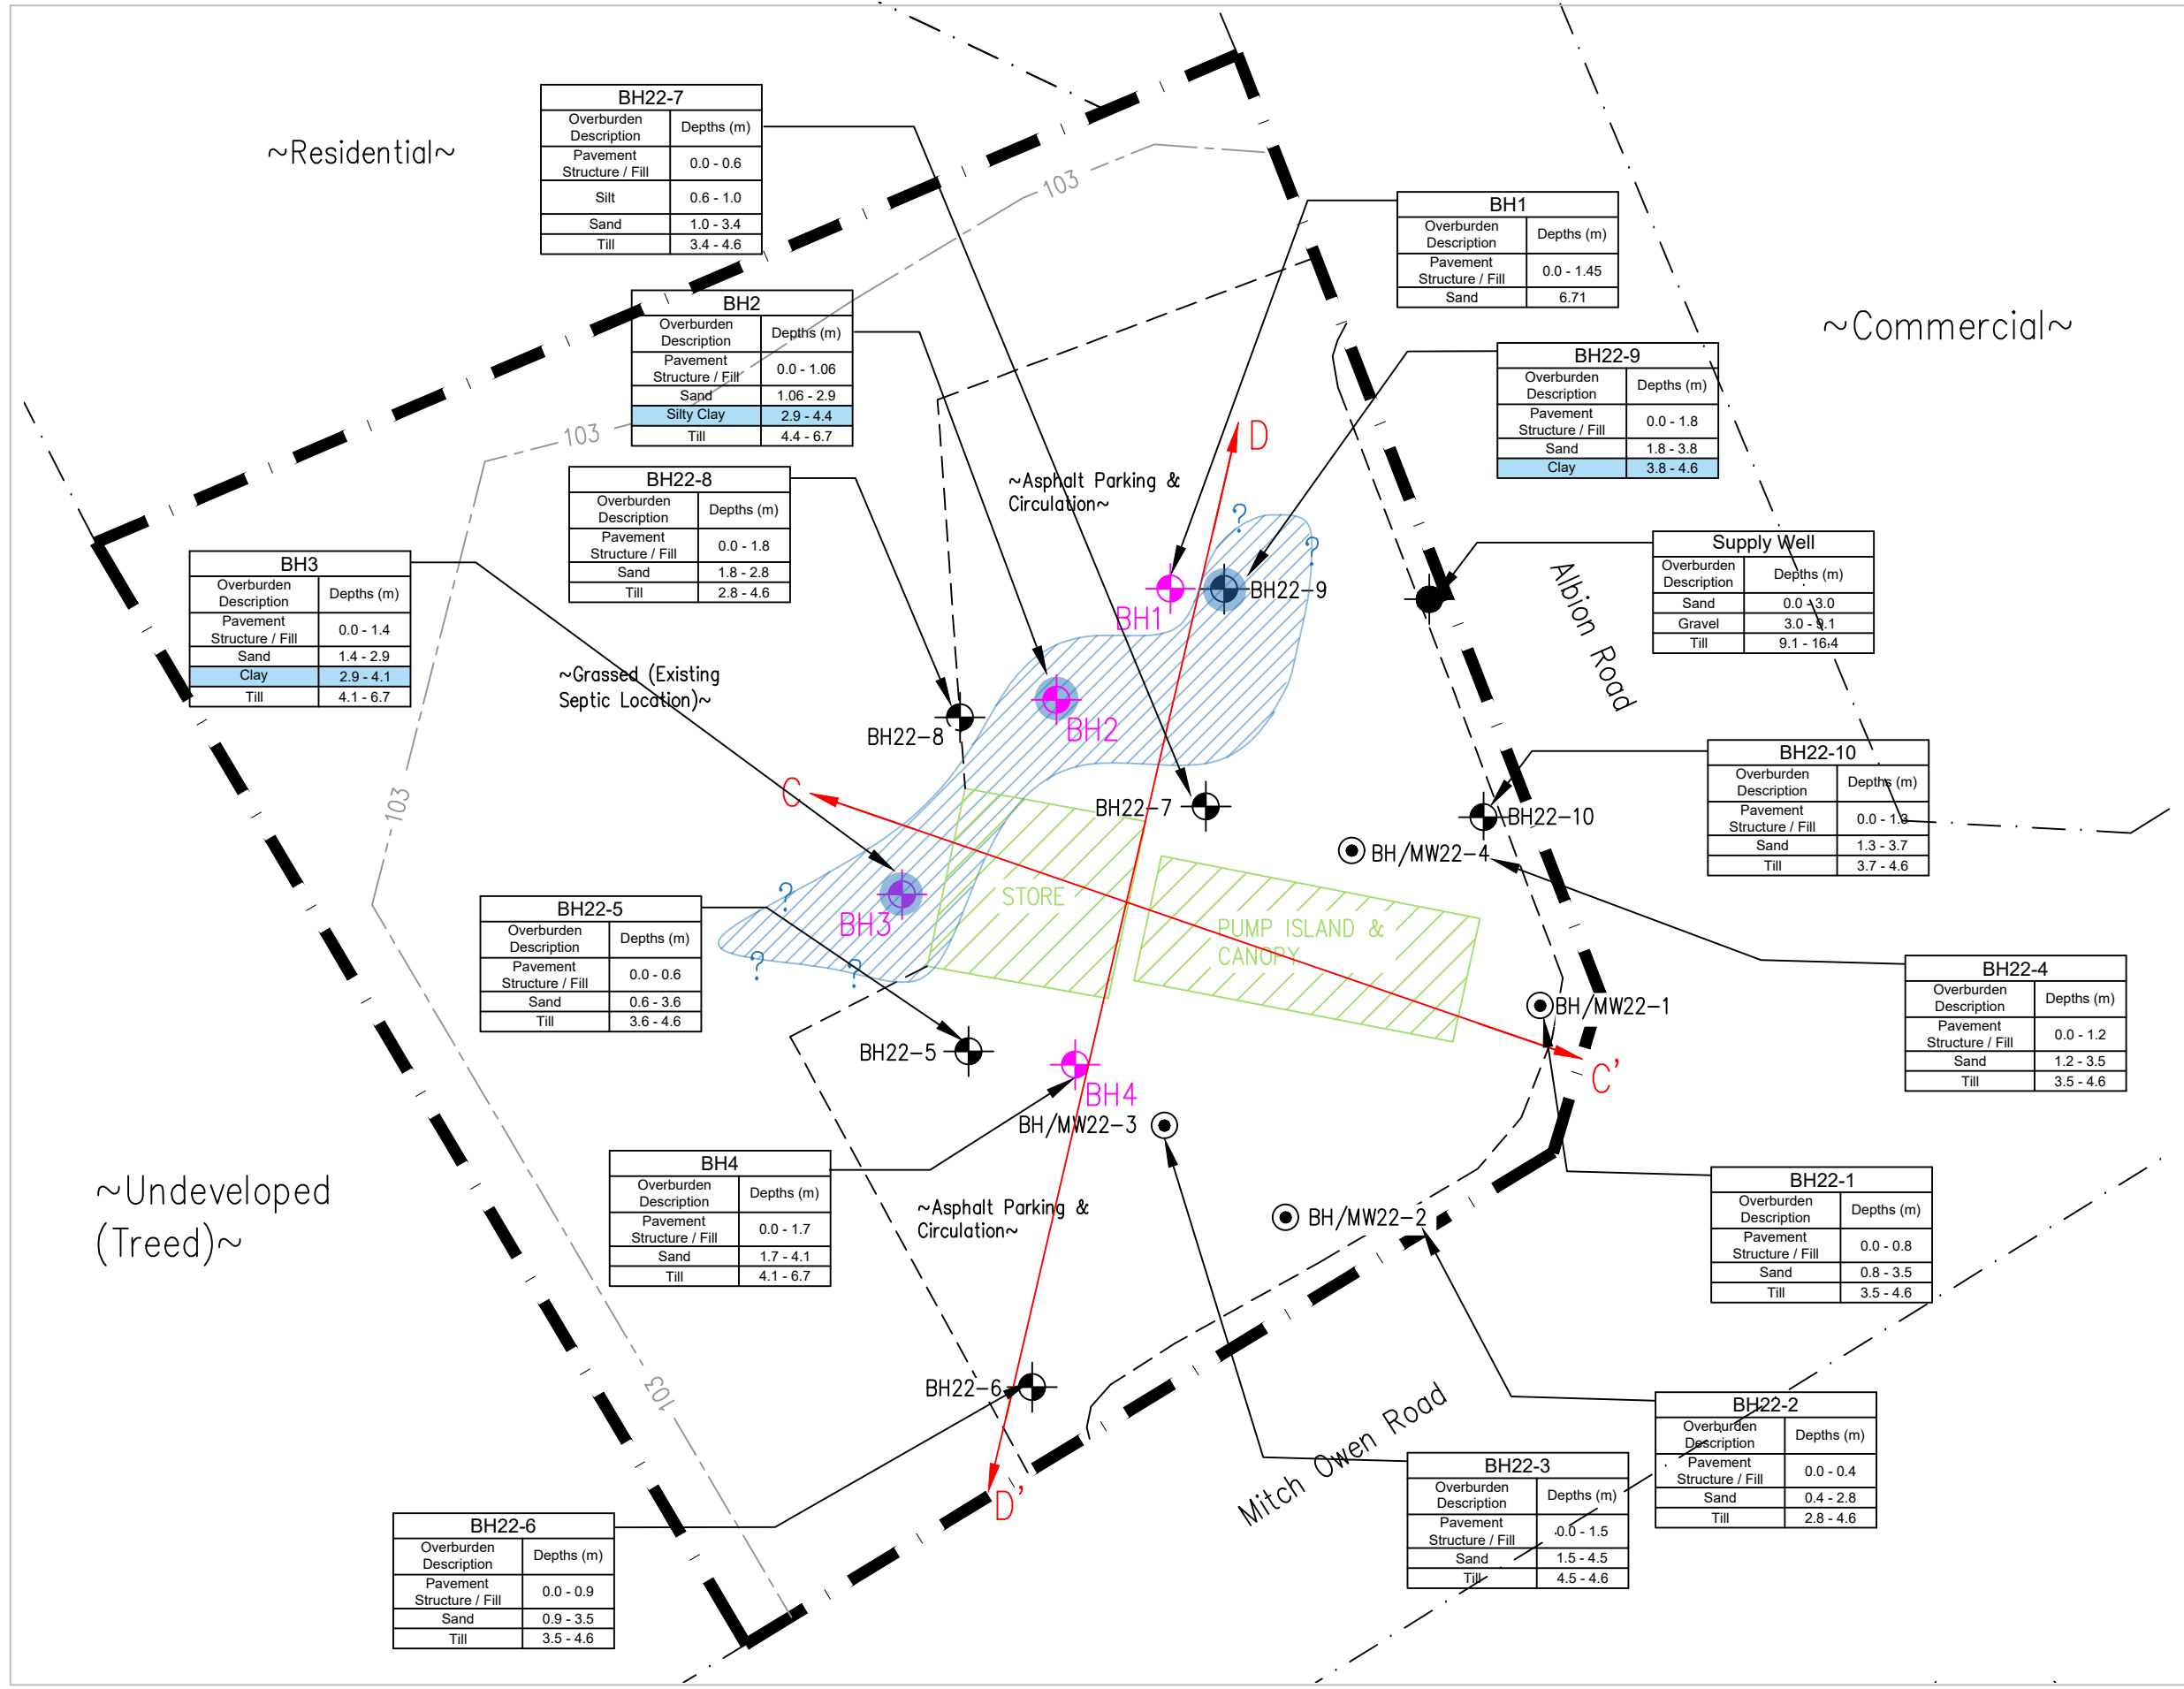 ~Residential~
BH22-7
Overburden Description Depths (m)
Pavement Structure / Fill 0.0 - 0.6
Silt 0.6 - 1.0
Sand 1.0 - 3.4
Till 3.4 - 4.6
103
BH1
Overburden Description Depths (m)
Pavement Structure / Fill 0.0 - 1.45
Sand 6.71
~Commercial~
BH2
Overburden Description Depths (m)
Pavement Structure / Fill 0.0 - 1.06
Sand 1.06 - 2.9
Silty Clay 2.9 - 4.4
Till 4.4 - 6.7
BH22-9
Overburden Description Depths (m)
Pavement Structure / Fill 0.0 - 1.8
Sand 1.8 - 3.8
Clay 3.8 - 4.6
103
D
BH22-8
Overburden Description Depths (m)
Pavement Structure / Fill 0.0 - 1.8
Sand 1.8 - 2.8
Till 2.8 - 4.6
~Asphalt Parking &
Circulation~
?
?
BH3
Overburden Description Depths (m)
Pavement Structure / Fill 0.0 - 1.4
Sand 1.4 - 2.9
Clay 2.9 - 4.1
Till 4.1 - 6.7
Supply Well
Overburden Description Depths (m)
Sand 0.0 - 3.0
Gravel 3.0 - 9.1
Till 9.1 - 16.4
BH1
BH22-9
Albion Road
~Grassed (Existing
Septic Location)~
BH22-8
BH2
BH22-10
Overburden Description Depths (m)
Pavement Structure / Fill 0.0 - 1.3
Sand 1.3 - 3.7
Till 3.7 - 4.6
C
103
BH22-7
BH22-10
BH/MW22-4
STORE
PUMP ISLAND &
CANOPY
BH3
?
?
?
BH22-5
Overburden Description Depths (m)
Pavement Structure / Fill 0.0 - 0.6
Sand 0.6 - 3.6
Till 3.6 - 4.6
BH22-4
Overburden Description Depths (m)
Pavement Structure / Fill 0.0 - 1.2
Sand 1.2 - 3.5
Till 3.5 - 4.6
BH/MW22-1
BH22-5
C'
BH4
BH/MW22-3
BH4
Overburden Description Depths (m)
Pavement Structure / Fill 0.0 - 1.7
Sand 1.7 - 4.1
Till 4.1 - 6.7
~Undeveloped
(Treed)~
~Asphalt Parking &
Circulation~
BH/MW22-2
BH22-1
Overburden Description Depths (m)
Pavement Structure / Fill 0.0 - 0.8
Sand 0.8 - 3.5
Till 3.5 - 4.6
103
BH22-6
Mitch Owen Road
BH22-2
Overburden Description Depths (m)
Pavement Structure / Fill 0.0 - 0.4
Sand 0.4 - 2.8
Till 2.8 - 4.6
BH22-3
Overburden Description Depths (m)
Pavement Structure / Fill 0.0 - 1.5
Sand 1.5 - 4.5
Till 4.5 - 4.6
D'
BH22-6
Overburden Description Depths (m)
Pavement Structure / Fill 0.0 - 0.9
Sand 0.9 - 3.5
Till 3.5 - 4.6